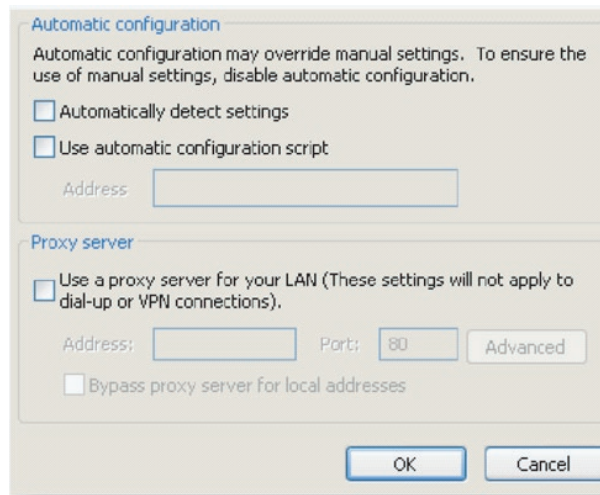 Automatic configuration
Automatic configuration may override manual settings. To ensure the
use of manual settings, disable automatic configuration.
Automatically detect settings
Use automatic configuration script
Address
Proxy server
Use a proxy server for your LAN (These settings will not apply to
dial-up or VPN connections).
Address: Port: 80 Advanced
Bypass proxy server for local addresses
OK Cancel